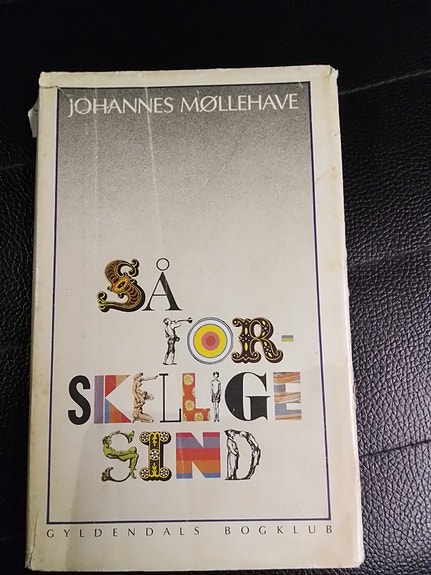 JOHANNES MØLLEHAVE
SÅ
FOR-
SKELLIGE
SIND
GYLDENDALS BOGKLUB